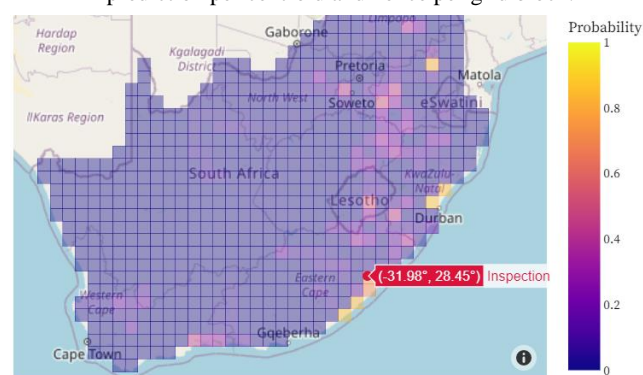 Probability
Hardap
Region
Kgalagadi
District
Gaborone
Limpopo
1
Pretoria
Matola
North West
Soweto
eSwatini
0.8
IIKaras Region
South Africa
KwaZulu-
Natal
0.6
Lesotho
Durban
0.4
(-31.98°, 28.45°) Inspection
Eastern
Cape
Western
Cape
0.2
Gqeberha
Cape Town
0